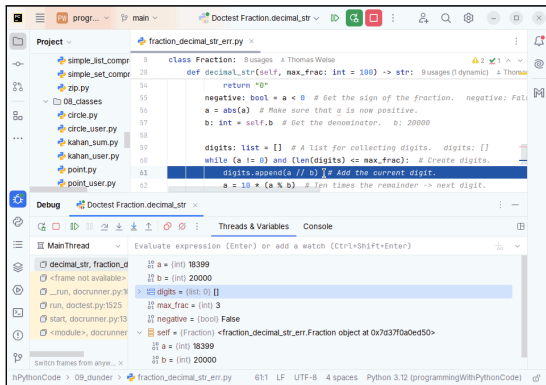 PW progr... main Doctest Fraction.decimal_str
Project
fraction_decimal_str_err.py ×
simple_list_compr
simple_set_compr
zip.py
08_classes
circle.py
circle_user.py
kahan_sum.py
kahan_user.py
point.py
point_user.py
8 class Fraction: 8 usages Thomas Weise 2 1
28 def decimal_str(self, max_frac: int = 100) -> str: 9 usages (1 dynamic) Thomas
54 return "0"
55 negative: bool = a < 0 # Get the sign of the fraction. negative: Fal
56 a = abs(a) # Make sure that a is now positive.
57 b: int = self.b # Get the denominator. b: 20000
59 digits: list = [] # A list for collecting digits. digits: []
60 while (a != 0) and (len(digits) <= max_frac): # Create digits.
61 digits.append(a // b) # Add the current digit.
62 a = 10 * (a % b) # Ten times the remainder -> next digit.
Debug Doctest Fraction.decimal_str ×
Threads & Variables Console
MainThread
Evaluate expression (Enter) or add a watch (Ctrl+Shift+Enter)
decimal_str, fraction_d
<frame not available>
__run, docrunner.py:1
run, doctest.py:1525
start, docrunner.py:13
<module>, docrunner
Switch frames from anyw... ×
a = {int} 18399
b = {int} 20000
digits = {list: 0} []
max_frac = {int} 3
negative = {bool} False
self = {Fraction} <fraction_decimal_str_err.Fraction object at 0x7d37f0a0ed50>
a = {int} 18399
b = {int} 20000
hPythonCode > 09_dunder > fraction_decimal_str_err.py 61:1 LF UTF-8 4 spaces Python 3.12 (programmingWithPythonCode)